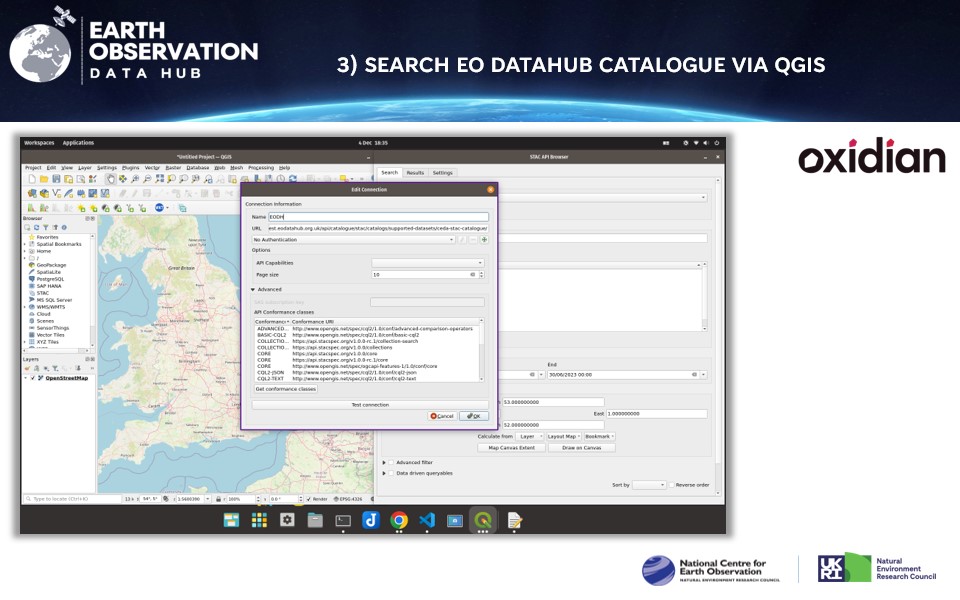 EARTH
OBSERVATION
DATA HUB
3) SEARCH EO DATAHUB CATALOGUE VIA QGIS
oxidian
Workspaces Applications
4 Dec 18:35
*Untitled Project — QGIS
STAC API Browser
Project Edit View Layer Settings Plugins Vector Raster Database Web Mesh Processing Help
Search Results Settings
Edit Connection
Connection Information
Name EODH
URL est.eodatahub.org.uk/api/catalogue/stac/catalogs/supported-datasets/ceda-stac-catalogue/
No Authentication
Options
API Capabilities
Page size 10
Advanced
API Conformance classes
Conformance Conformance URI
ADVANCED... http://www.opengis.net/spec/cql2/1.0/conf/advanced-comparison-operators
BASIC-CQL2 http://www.opengis.net/spec/cql2/1.0/conf/basic-cql2
COLLECTIO... https://api.stacspec.org/v1.0.0-rc.1/collection-search
COLLECTIO... https://api.stacspec.org/v1.0.0/collections
CORE https://api.stacspec.org/v1.0.0/core
CORE https://api.stacspec.org/v1.0.0-rc.1/core
CORE http://www.opengis.net/spec/ogcapi-features-1/1.0/conf/core
CQL2-JSON http://www.opengis.net/spec/cql2/1.0/conf/cql2-json
CQL2-TEXT http://www.opengis.net/spec/cql2/1.0/conf/cql2-text
Get conformance classes
Test connection
Cancel OK
Browser
Favorites
Spatial Bookmarks
Home
/
GeoPackage
SpatiaLite
PostgreSQL
SAP HANA
STAC
MS SQL Server
WMS/WMTS
Cloud
Scenes
SensorThings
Vector Tiles
XYZ Tiles
Layers
OpenStreetMap
Great Britain
End
30/06/2023 00:00
53.000000000
East 1.000000000
52.000000000
Calculate from Layer Layout Map Bookmark
Map Canvas Extent Draw on Canvas
Advanced filter
Data driven queryables
Sort by Reverse order
Type to locate (Ctrl+K) 100% 0.0 ° Render EPSG:4326
National Centre for
Earth Observation
NATURAL ENVIRONMENT RESEARCH COUNCIL
UK
RI
Natural
Environment
Research Council